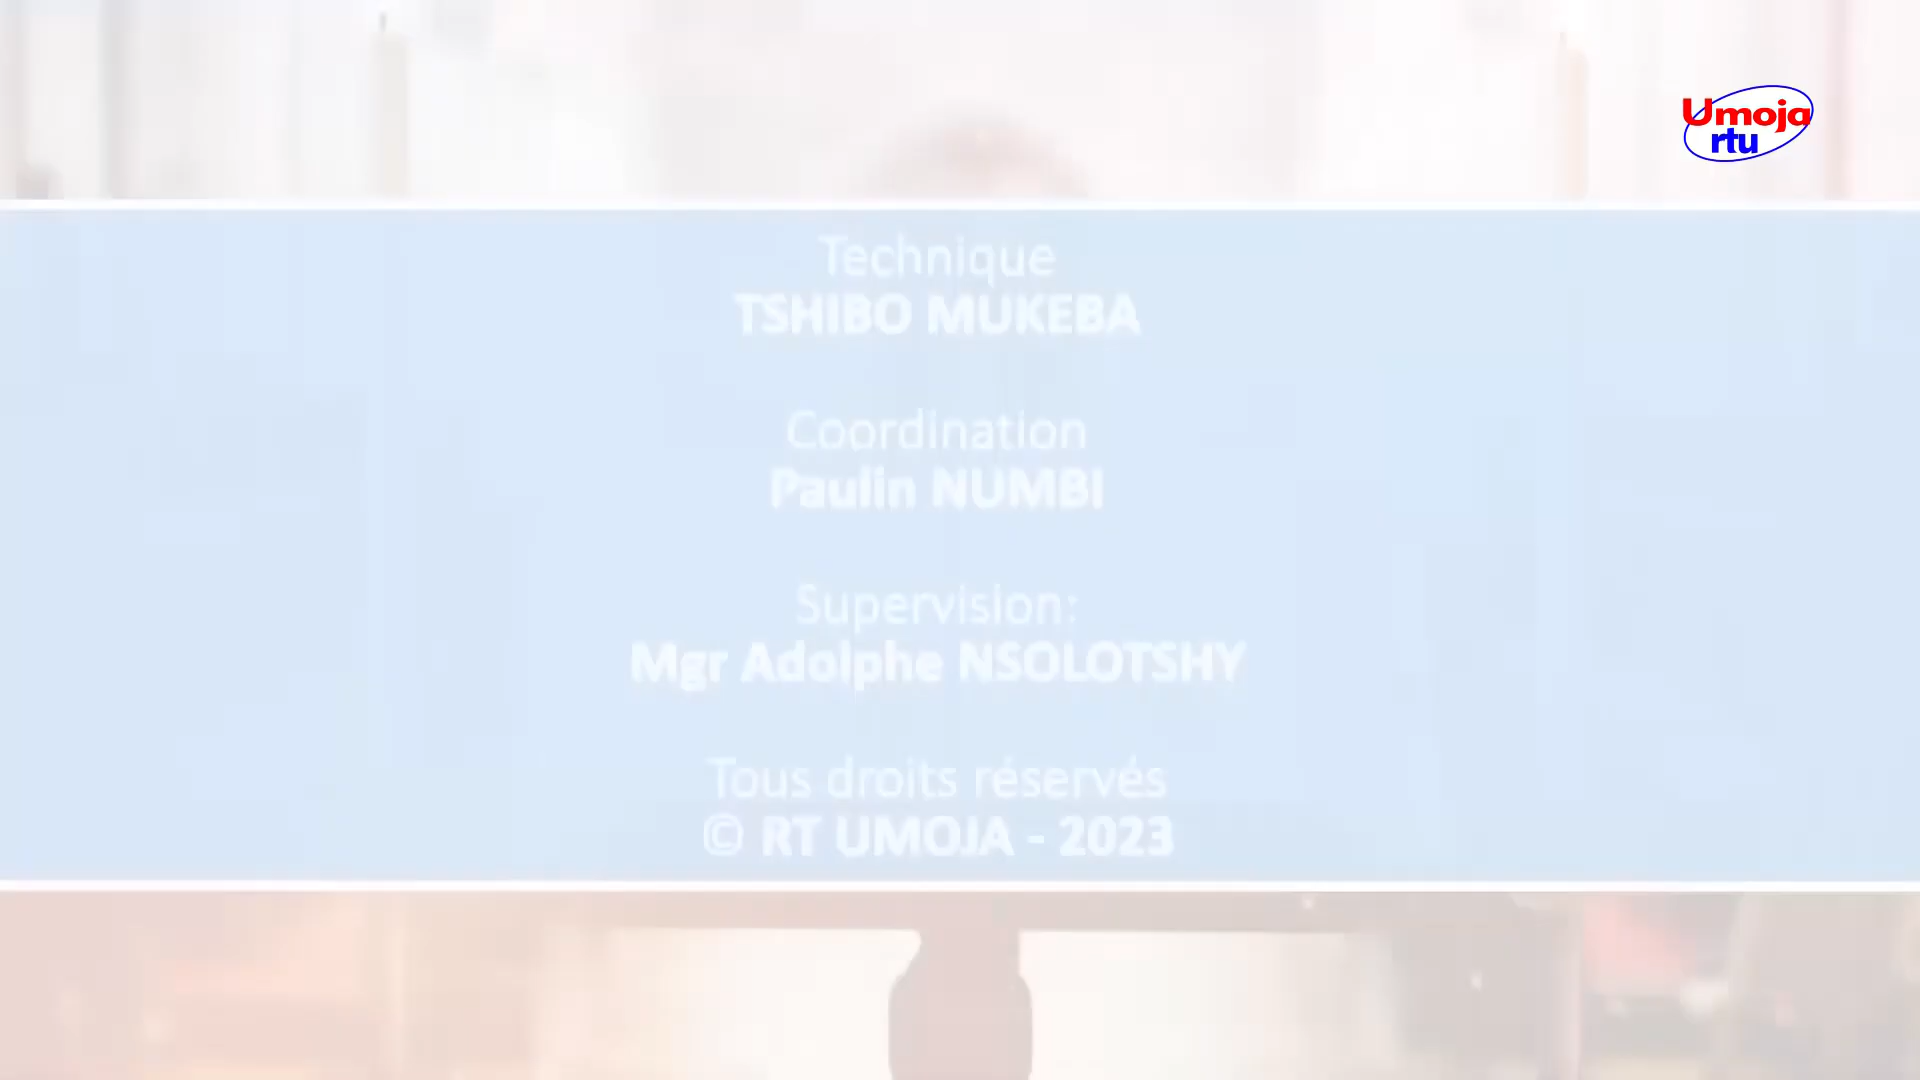 Umoja
rtu
Technique
TSHIBO MUKEBA
Coordination
Paulin NUMBI
Supervision:
Mgr Adolphe NSOLOTSHY
Tous droits réservés
© RT UMOJA - 2023